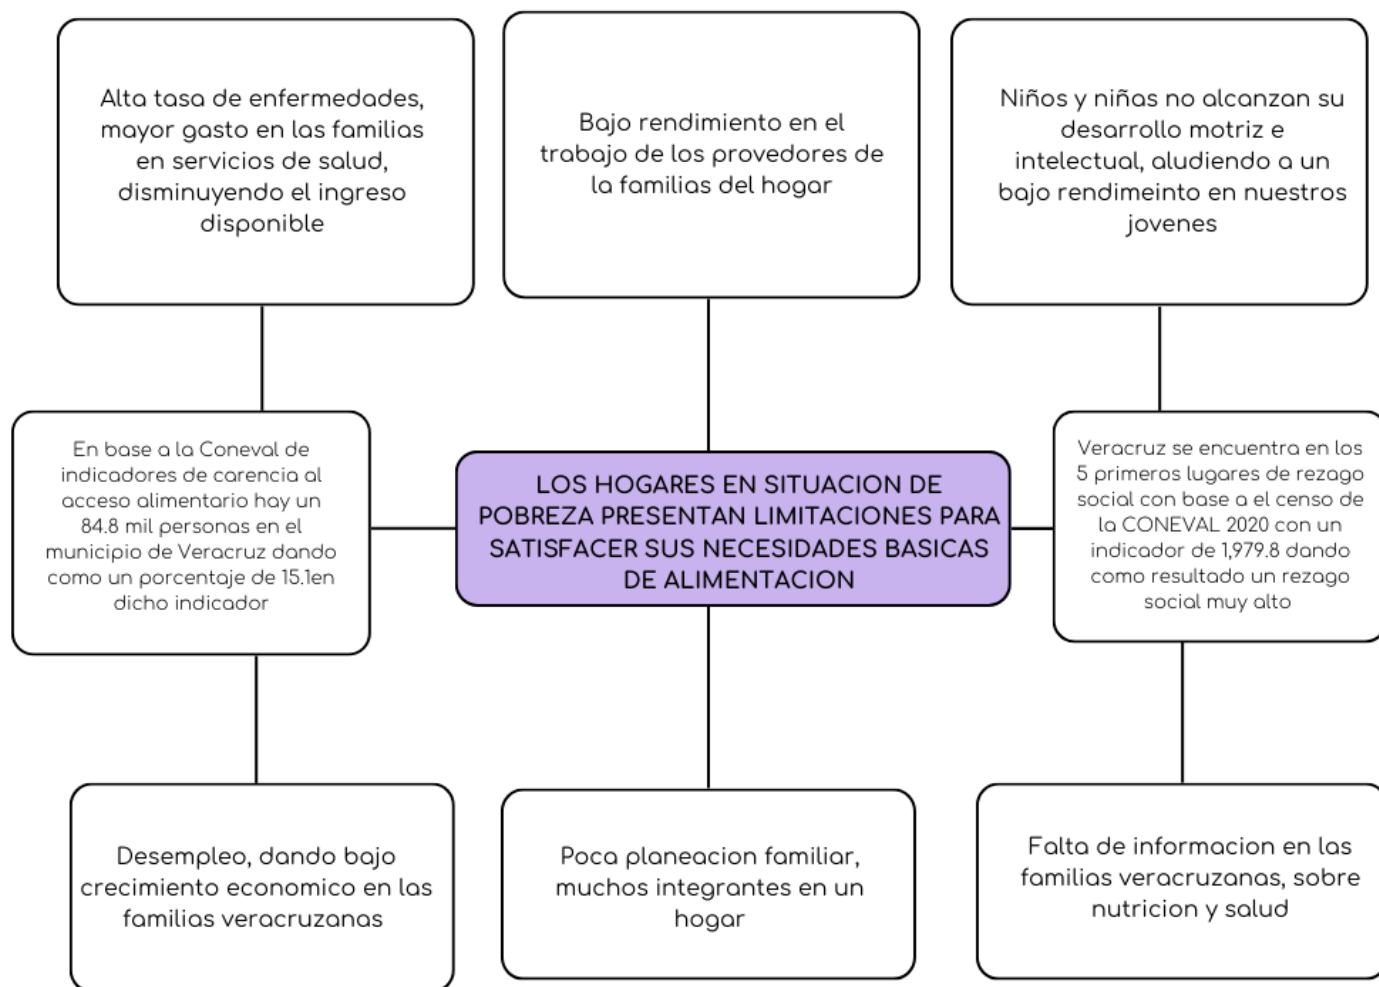 Alta tasa de enfermedades,
mayor gasto en las familias
en servicios de salud,
disminuyendo el ingreso
disponible
Bajo rendimiento en el
trabajo de los provedores de
la familias del hogar
Niños y niñas no alcanzan su
desarrollo motriz e
intelectual, aludiendo a un
bajo rendimeinto en nuestros
jovenes
En base a la Coneval de
indicadores de carencia al
acceso alimentario hay un
84.8 mil personas en el
municipio de Veracruz dando
como un porcentaje de 15.1en
dicho indicador
LOS HOGARES EN SITUACION DE
POBREZA PRESENTAN LIMITACIONES PARA
SATISFACER SUS NECESIDADES BASICAS
DE ALIMENTACION
Veracruz se encuentra en los
5 primeros lugares de rezago
social con base a el censo de
la CONEVAL 2020 con un
indicador de 1,979.8 dando
como resultado un rezago
social muy alto
Desempleo, dando bajo
crecimiento economico en las
familias veracruzanas
Poca planeacion familiar,
muchos integrantes en un
hogar
Falta de informacion en las
familias veracruzanas, sobre
nutricion y salud